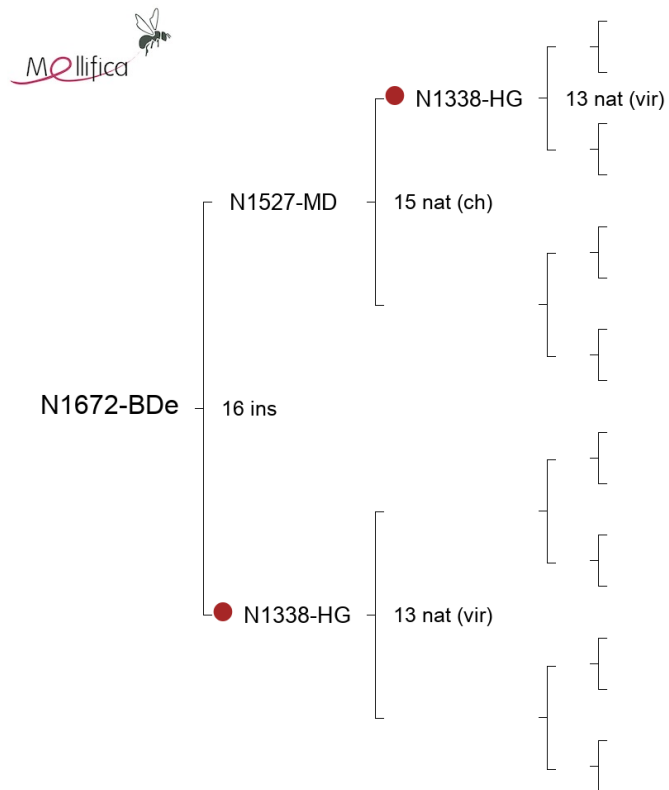 Mellifica
N1338-HG
13 nat (vir)
N1527-MD
15 nat (ch)
N1672-BDe
16 ins
N1338-HG
13 nat (vir)